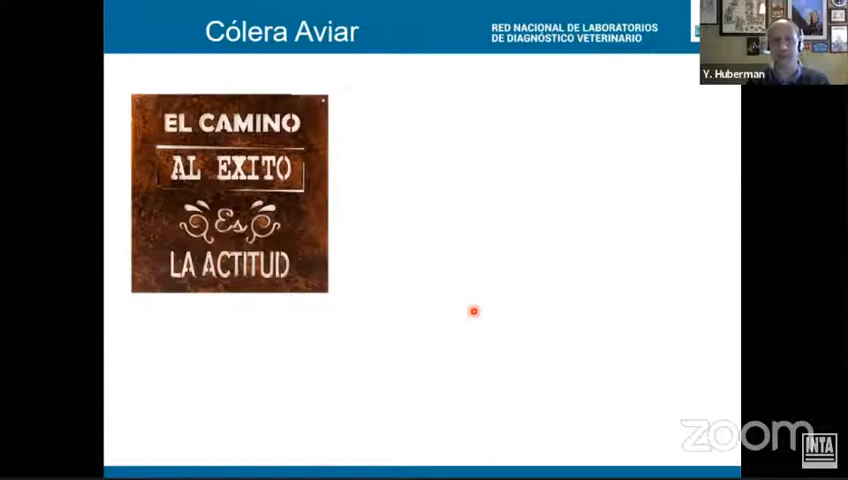 Cólera Aviar
RED NACIONAL DE LABORATORIOS
DE DIAGNÓSTICO VETERINARIO
Y. Huberman
EL CAMINO
AL EXITO
Es
LA ACTITUD
zoom
INTA